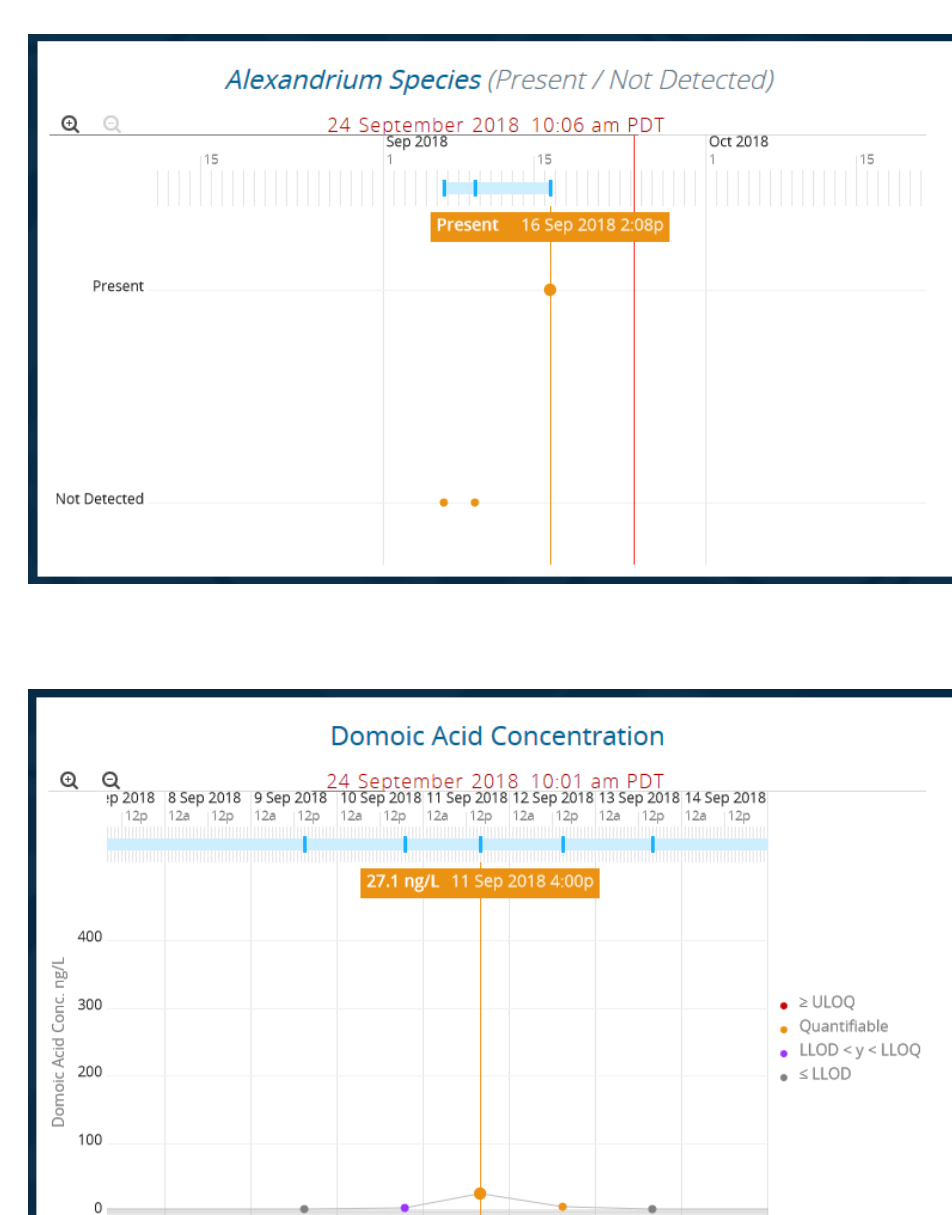 Alexandrium Species (Present / Not Detected)
24 September 2018 10:06 am PDT
Sep 2018 Oct 2018
15 1 15 1 15
Present 16 Sep 2018 2:08p
Present
Not Detected
Domoic Acid Concentration
24 September 2018 10:01 am PDT
2018 8 Sep 2018 9 Sep 2018 10 Sep 2018 11 Sep 2018 12 Sep 2018 13 Sep 2018 14 Sep 2018
12p 12a 12p 12a 12p 12a 12p 12a 12p 12a 12p 12a 12p 12a 12p
27.1 ng/L 11 Sep 2018 4:00p
Domoic Acid Conc. ng/L
400
300
200
100
0
≥ ULOQ
Quantifiable
LLOD < y < LLOQ
≤ LLOD